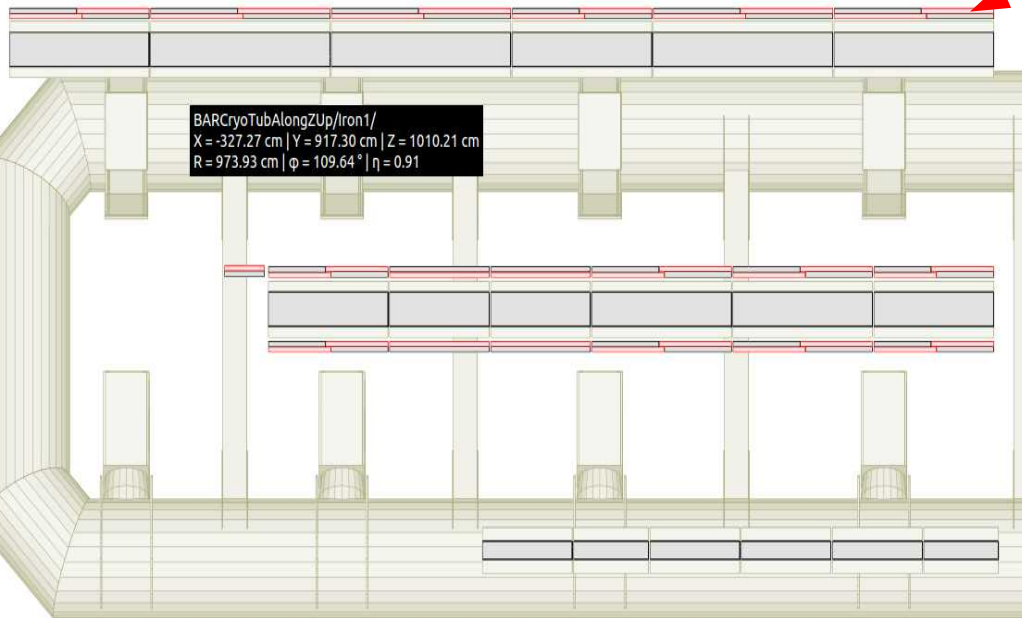 BARCryoTubAlongZUp/Iron1/
X = -327.27 cm | Y = 917.30 cm | Z = 1010.21 cm
R = 973.93 cm | φ = 109.64 ° | η = 0.91